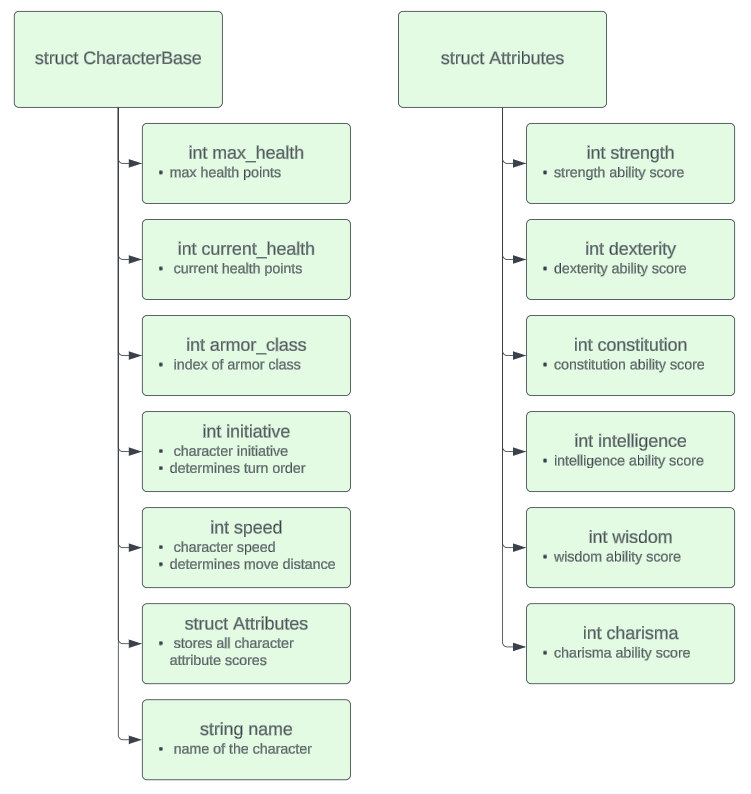 struct CharacterBase
int max_health
• max health points
int current_health
• current health points
int armor_class
• index of armor class
int initiative
• character initiative
• determines turn order
int speed
• character speed
• determines move distance
struct Attributes
• stores all character
attribute scores
string name
• name of the character
struct Attributes
int strength
• strength ability score
int dexterity
• dexterity ability score
int constitution
• constitution ability score
int intelligence
• intelligence ability score
int wisdom
• wisdom ability score
int charisma
• charisma ability score